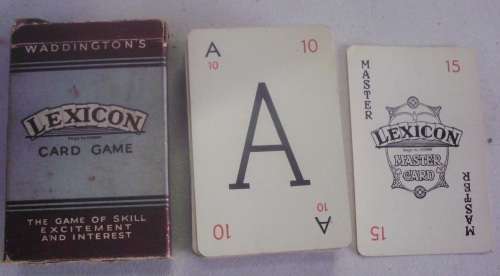 WADDINGTON'S
LEXICON
CARD GAME
THE GAME OF SKILL
EXCITEMENT
AND INTEREST
A
10
10
A
10
10
A
MASTER
15
LEXICON
MASTER
CARD
15
MASTER